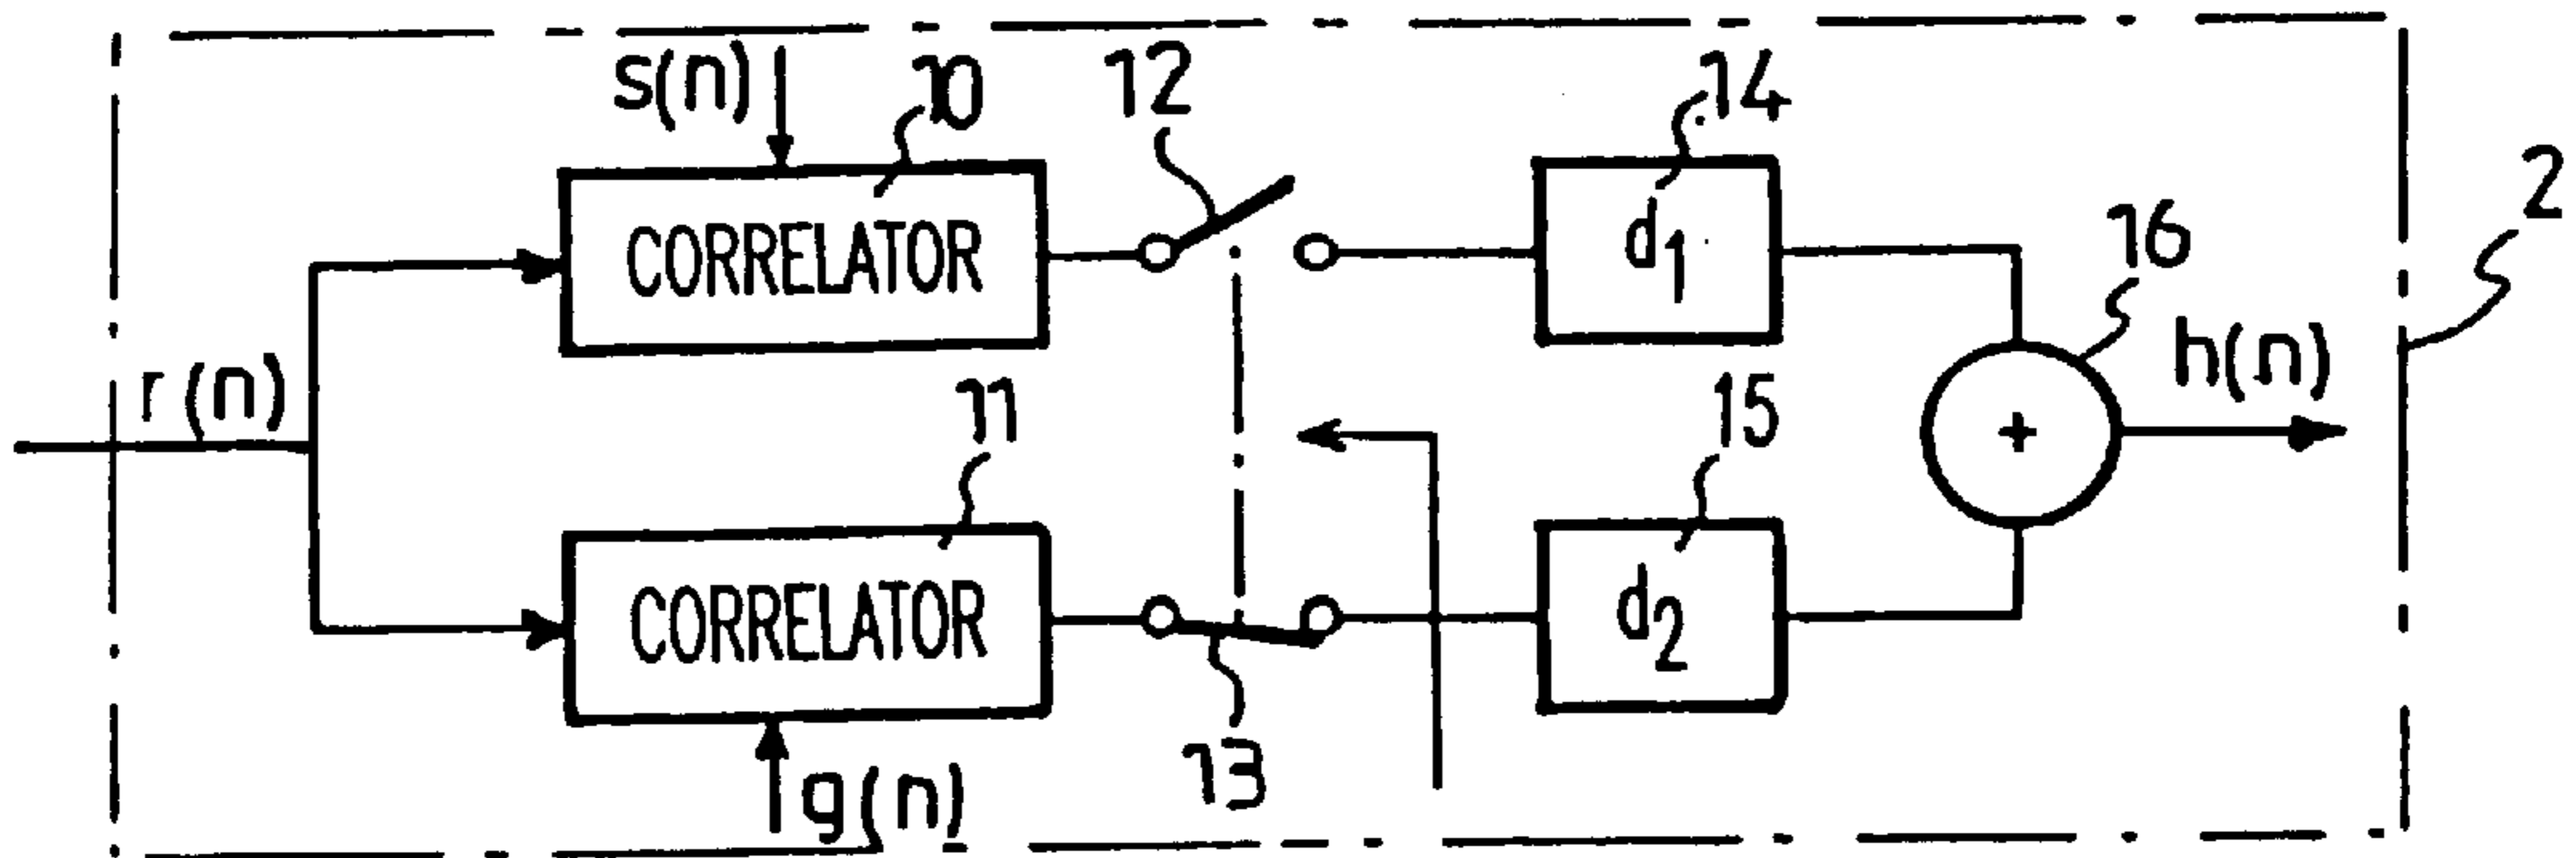 s(n)
10
12
14
2
CORRELATOR
d1
16
r(n)
h(n)
11
15
+
CORRELATOR
d2
13
g(n)